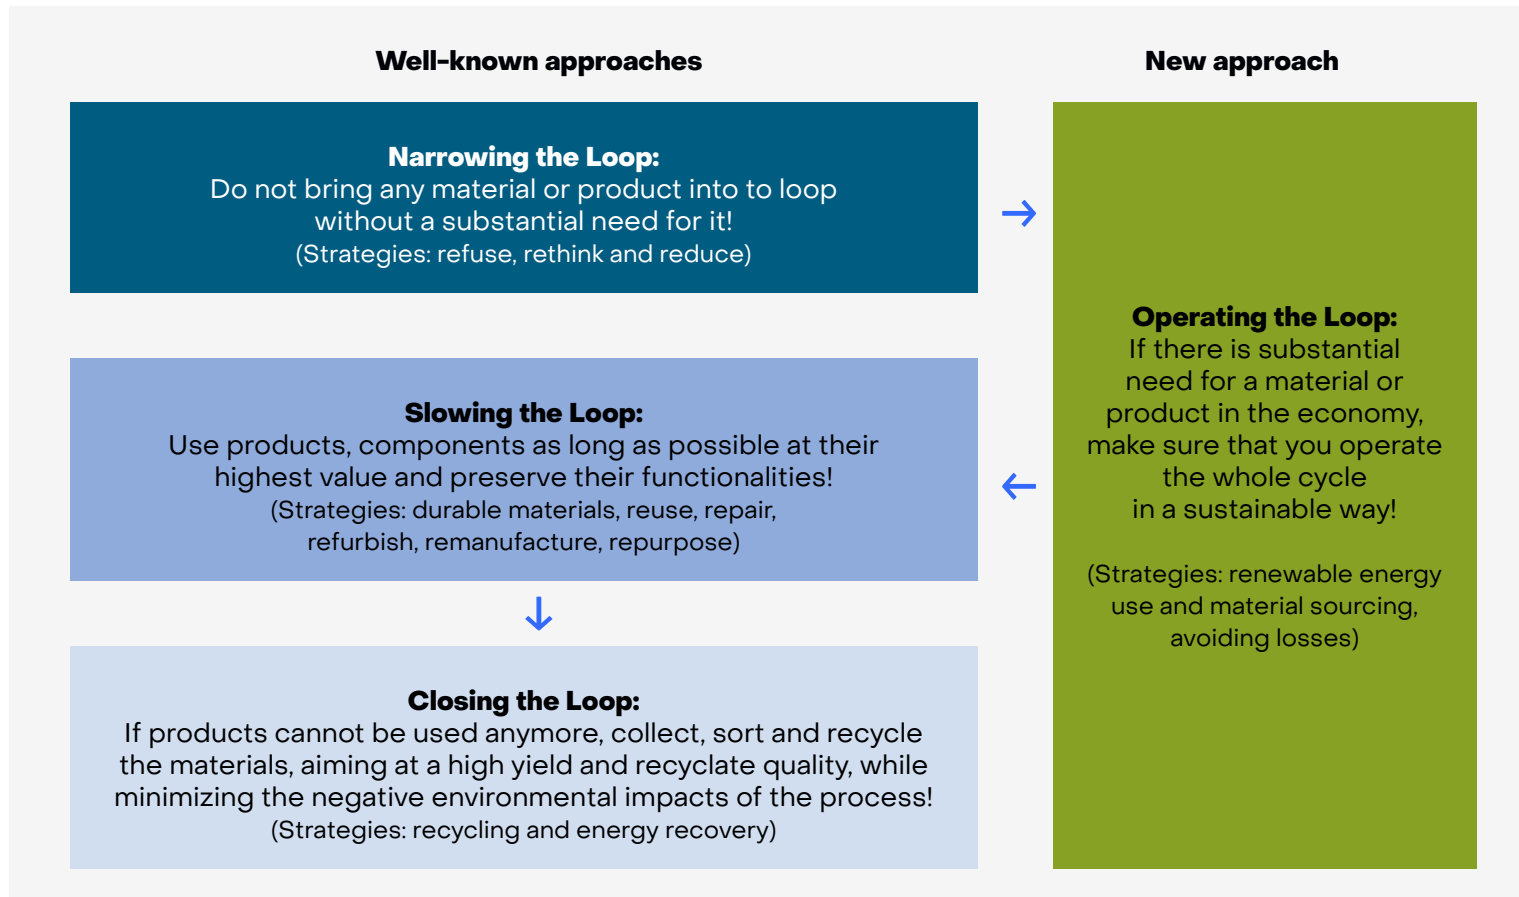 Well-known approaches
Narrowing the Loop:
Do not bring any material or product into to loop
without a substantial need for it!
(Strategies: refuse, rethink and reduce)
Slowing the Loop:
Use products, components as long as possible at their
highest value and preserve their functionalities!
(Strategies: durable materials, reuse, repair,
refurbish, remanufacture, repurpose)
Closing the Loop:
If products cannot be used anymore, collect, sort and recycle
the materials, aiming at a high yield and recyclate quality, while
minimizing the negative environmental impacts of the process!
(Strategies: recycling and energy recovery)
New approach
Operating the Loop:
If there is substantial
need for a material or
product in the economy,
make sure that you operate
the whole cycle
in a sustainable way!
(Strategies: renewable energy
use and material sourcing,
avoiding losses)